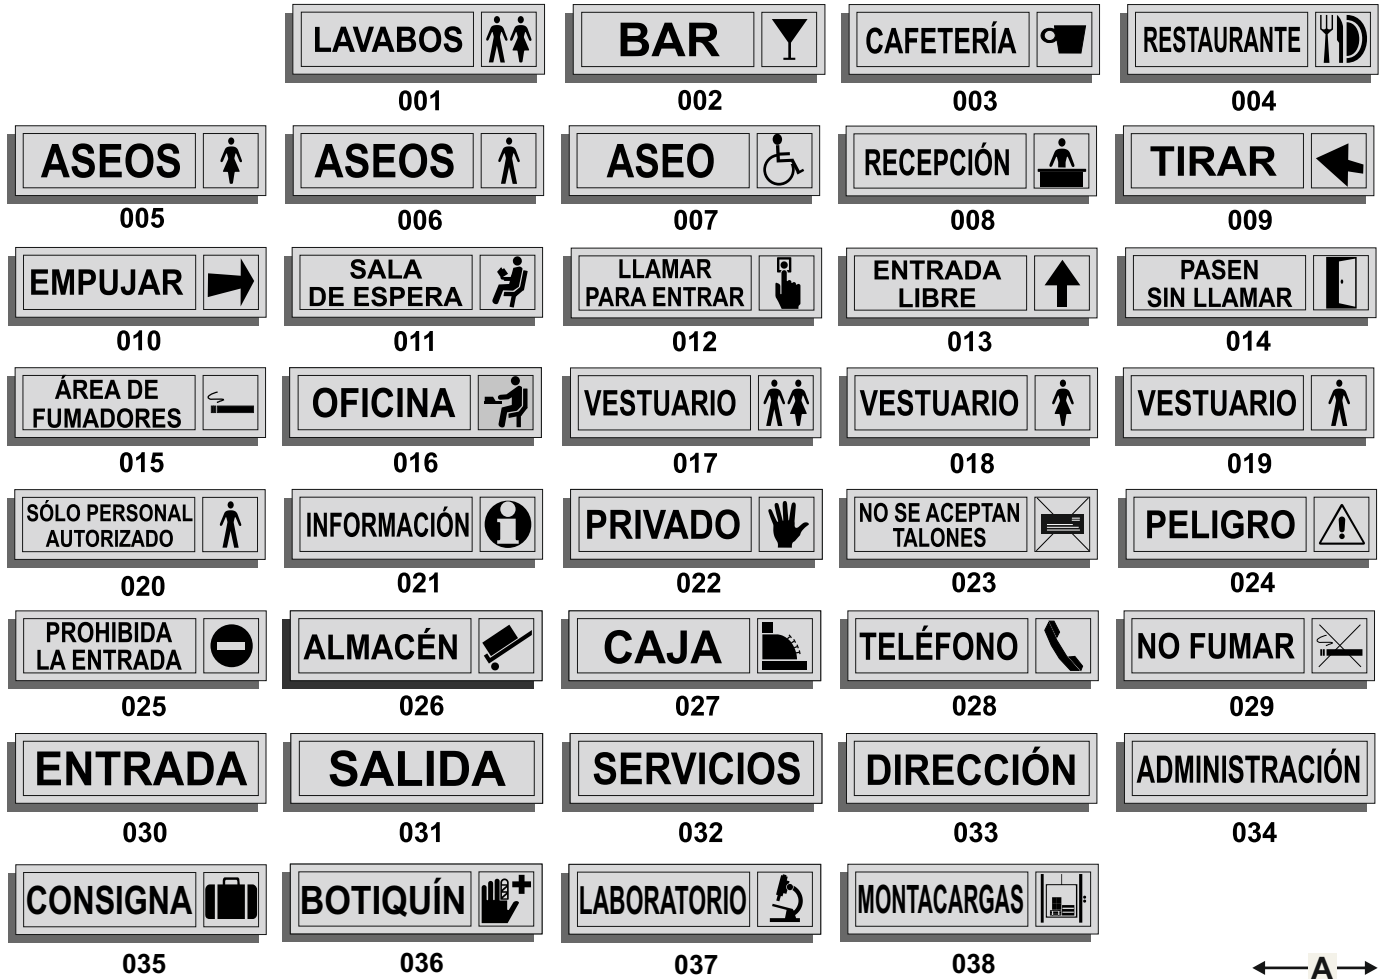 LAVABOS
001
BAR
002
CAFETERÍA
003
RESTAURANTE
004
ASEOS
005
ASEOS
006
ASEO
007
RECEPCIÓN
008
TIRAR
009
EMPUJAR
010
SALA
DE ESPERA
011
LLAMAR
PARA ENTRAR
012
ENTRADA
LIBRE
013
PASEN
SIN LLAMAR
014
ÁREA DE
FUMADORES
015
OFICINA
016
VESTUARIO
017
VESTUARIO
018
VESTUARIO
019
SÓLO PERSONAL
AUTORIZADO
020
INFORMACIÓN
i
021
PRIVADO
022
NO SE ACEPTAN
TALONES
023
PELIGRO
!
024
PROHIBIDA
LA ENTRADA
025
ALMACÉN
026
CAJA
027
TELÉFONO
028
NO FUMAR
029
ENTRADA
030
SALIDA
031
SERVICIOS
032
DIRECCIÓN
033
ADMINISTRACIÓN
034
CONSIGNA
035
BOTIQUÍN
036
LABORATORIO
037
MONTACARGAS
038
A